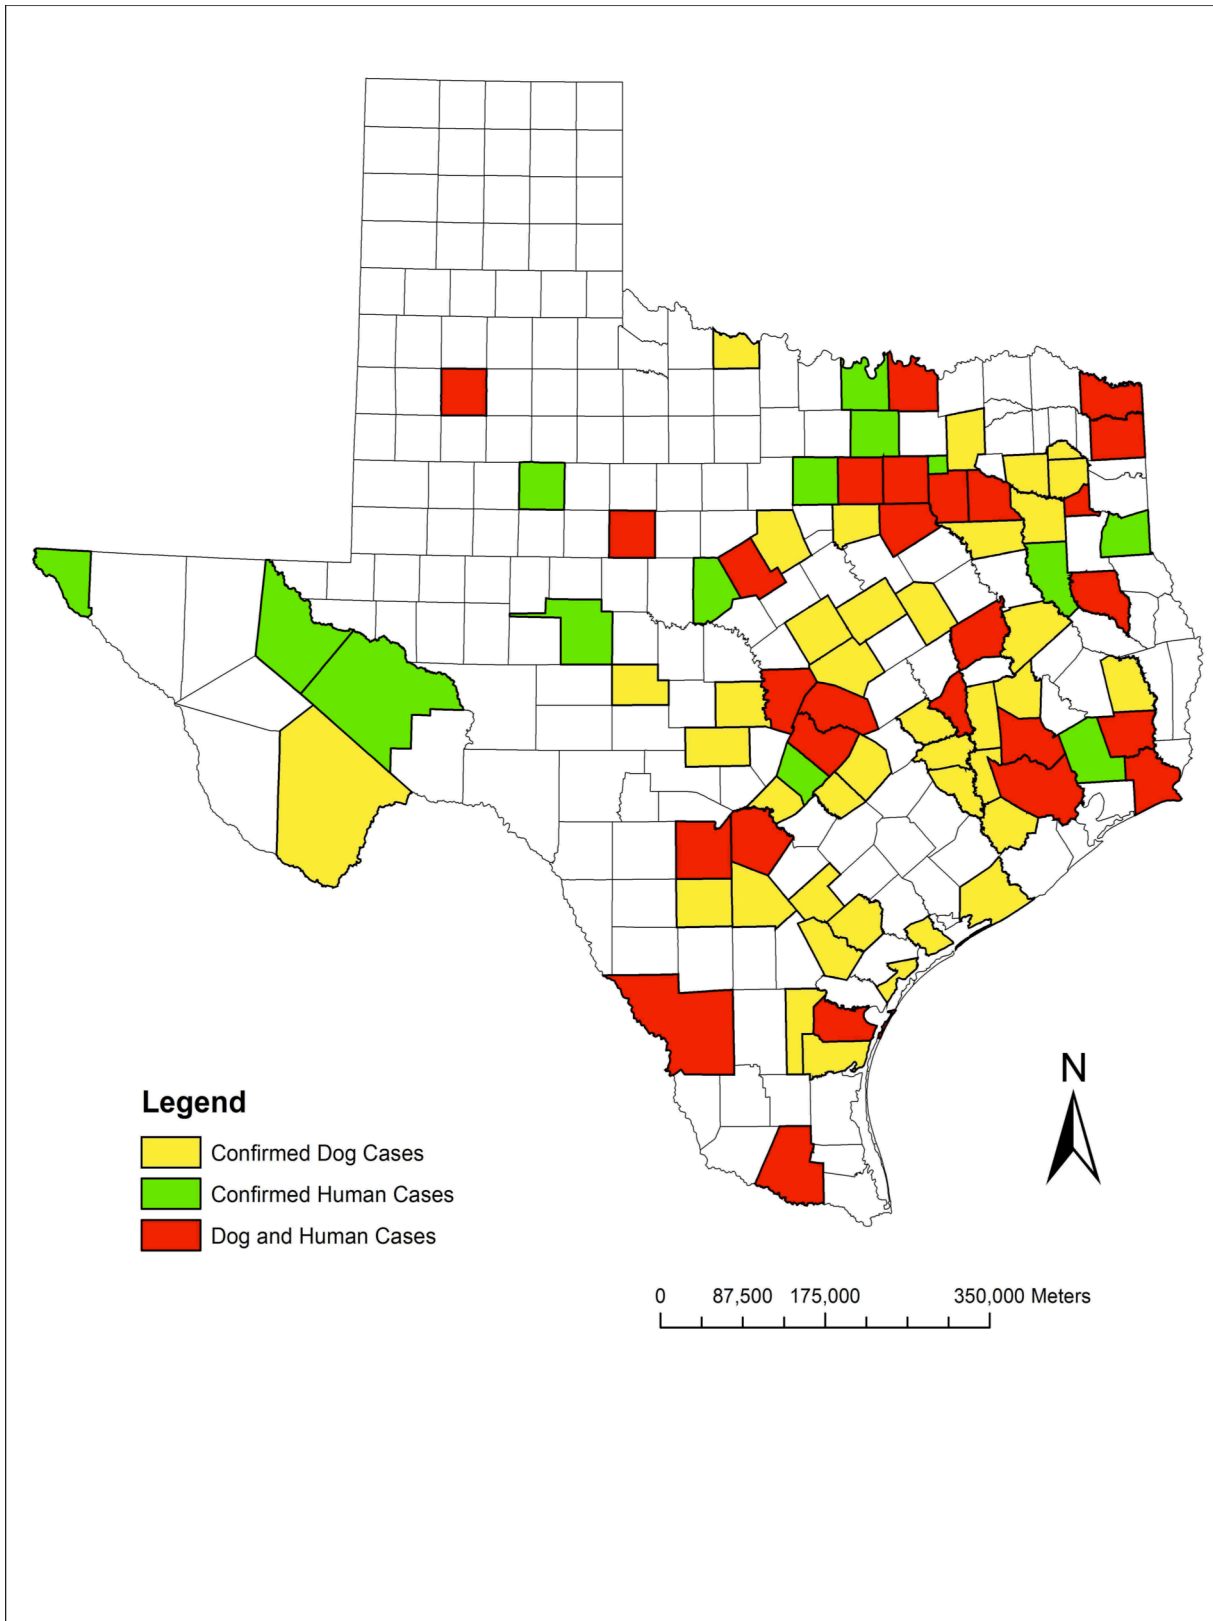 N
Legend
Confirmed Dog Cases
Confirmed Human Cases
Dog and Human Cases
0 87,500 175,000 350,000 Meters